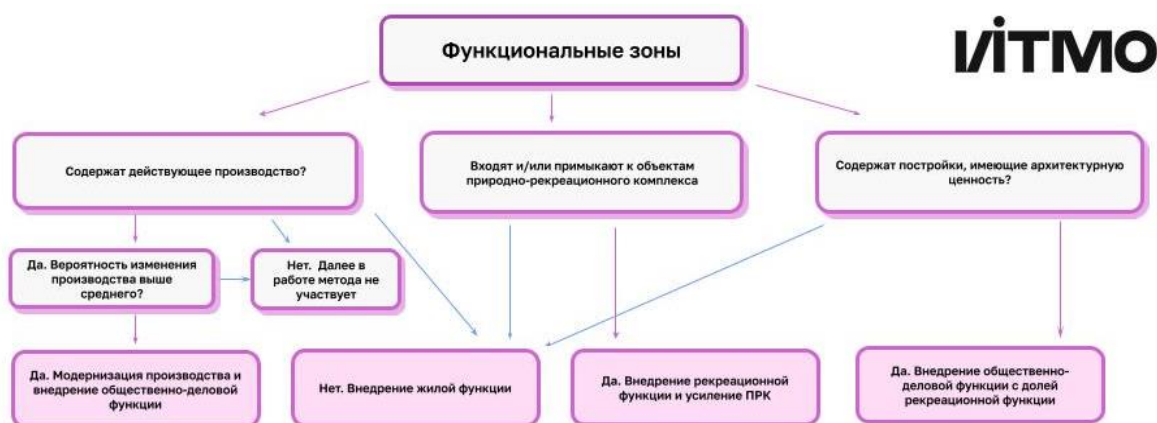 Функциональные зоны
ИТМО
Содержат действующее производство?
Входят и/или примыкают к объектам
природно-рекреационного комплекса
Содержат постройки, имеющие архитектурную
ценность?
Да. Вероятность изменения
производства выше
среднего?
Нет. Далее в
работе метода не
участвует
Да. Модернизация производства и
внедрение общественно-деловой
функции
Нет. Внедрение жилой функции
Да. Внедрение рекреационной
функции и усиление ПРК
Да. Внедрение общественно-
деловой функции с долей
рекреационной функции